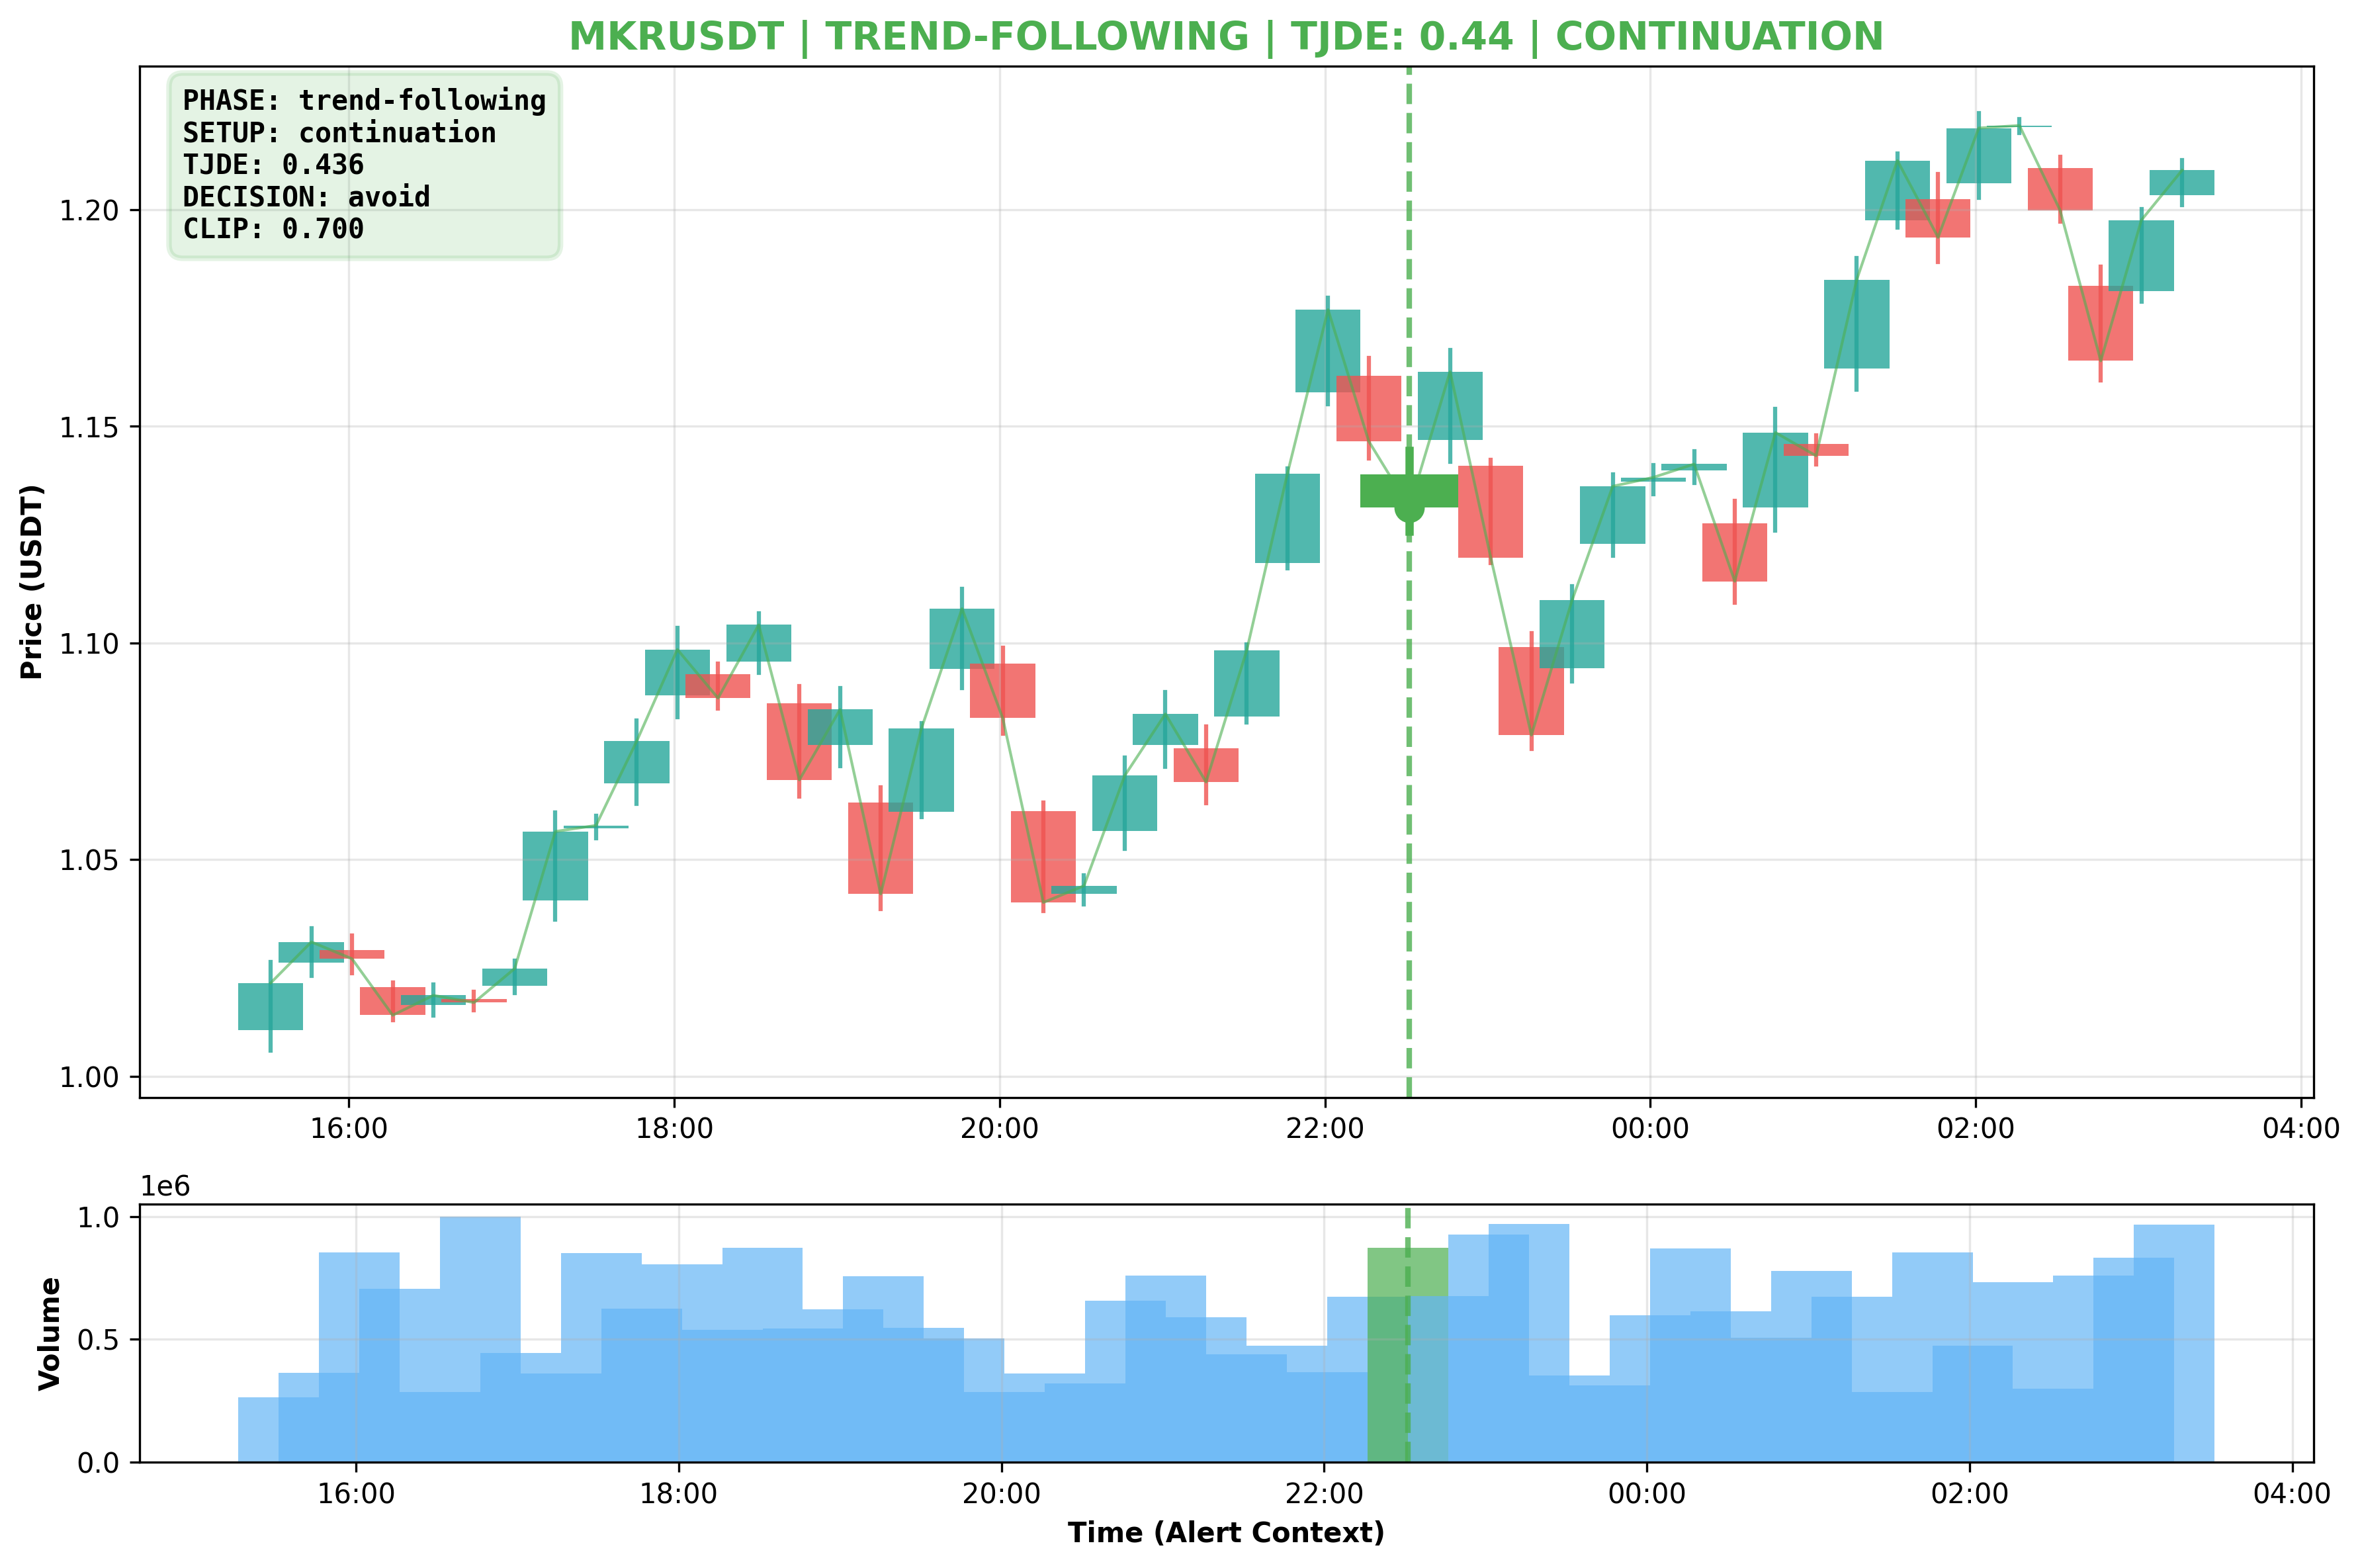 MKRUSDT | TREND-FOLLOWING | TJDE: 0.44 | CONTINUATION
PHASE: trend-following
SETUP: continuation
TJDE: 0.436
DECISION: avoid
CLIP: 0.700
Price (USDT)
1.20
1.15
1.10
1.05
1.00
16:00 18:00 20:00 22:00 00:00 02:00 04:00
1e6
Volume
1.0
0.5
0.0
16:00 18:00 20:00 22:00 00:00 02:00 04:00
Time (Alert Context)